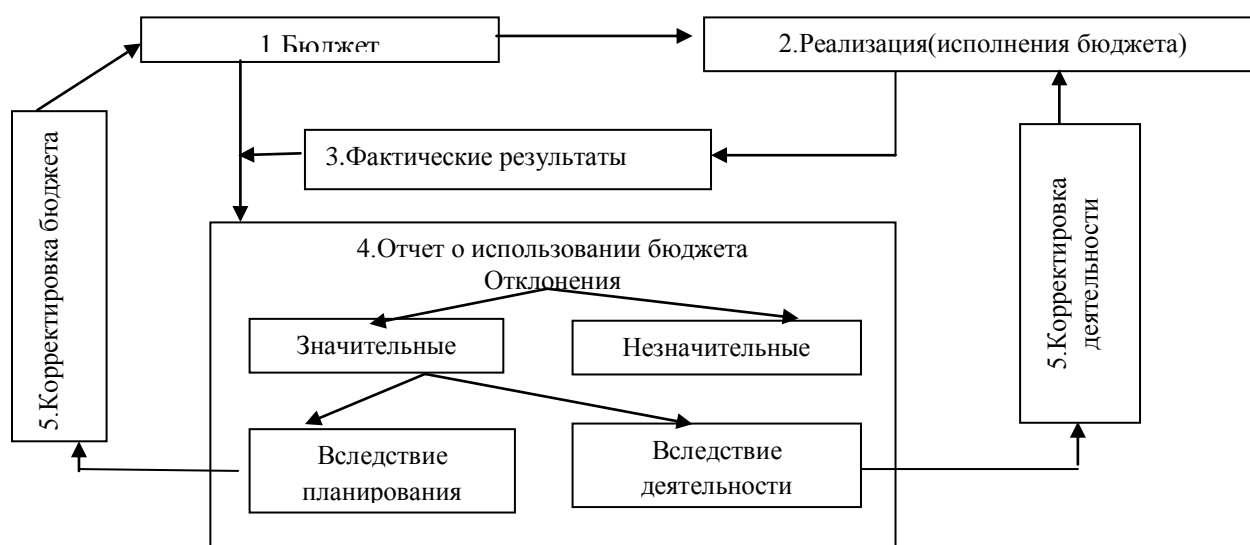 1.Бюджет
2.Реализация(исполнения бюджета)
3.Фактические результаты
5.Корректировка бюджета
5.Корректировка
деятельности
4.Отчет о использовании бюджета
Отклонения
Значительные
Незначительные
Вследствие
планирования
Вследствие
деятельности